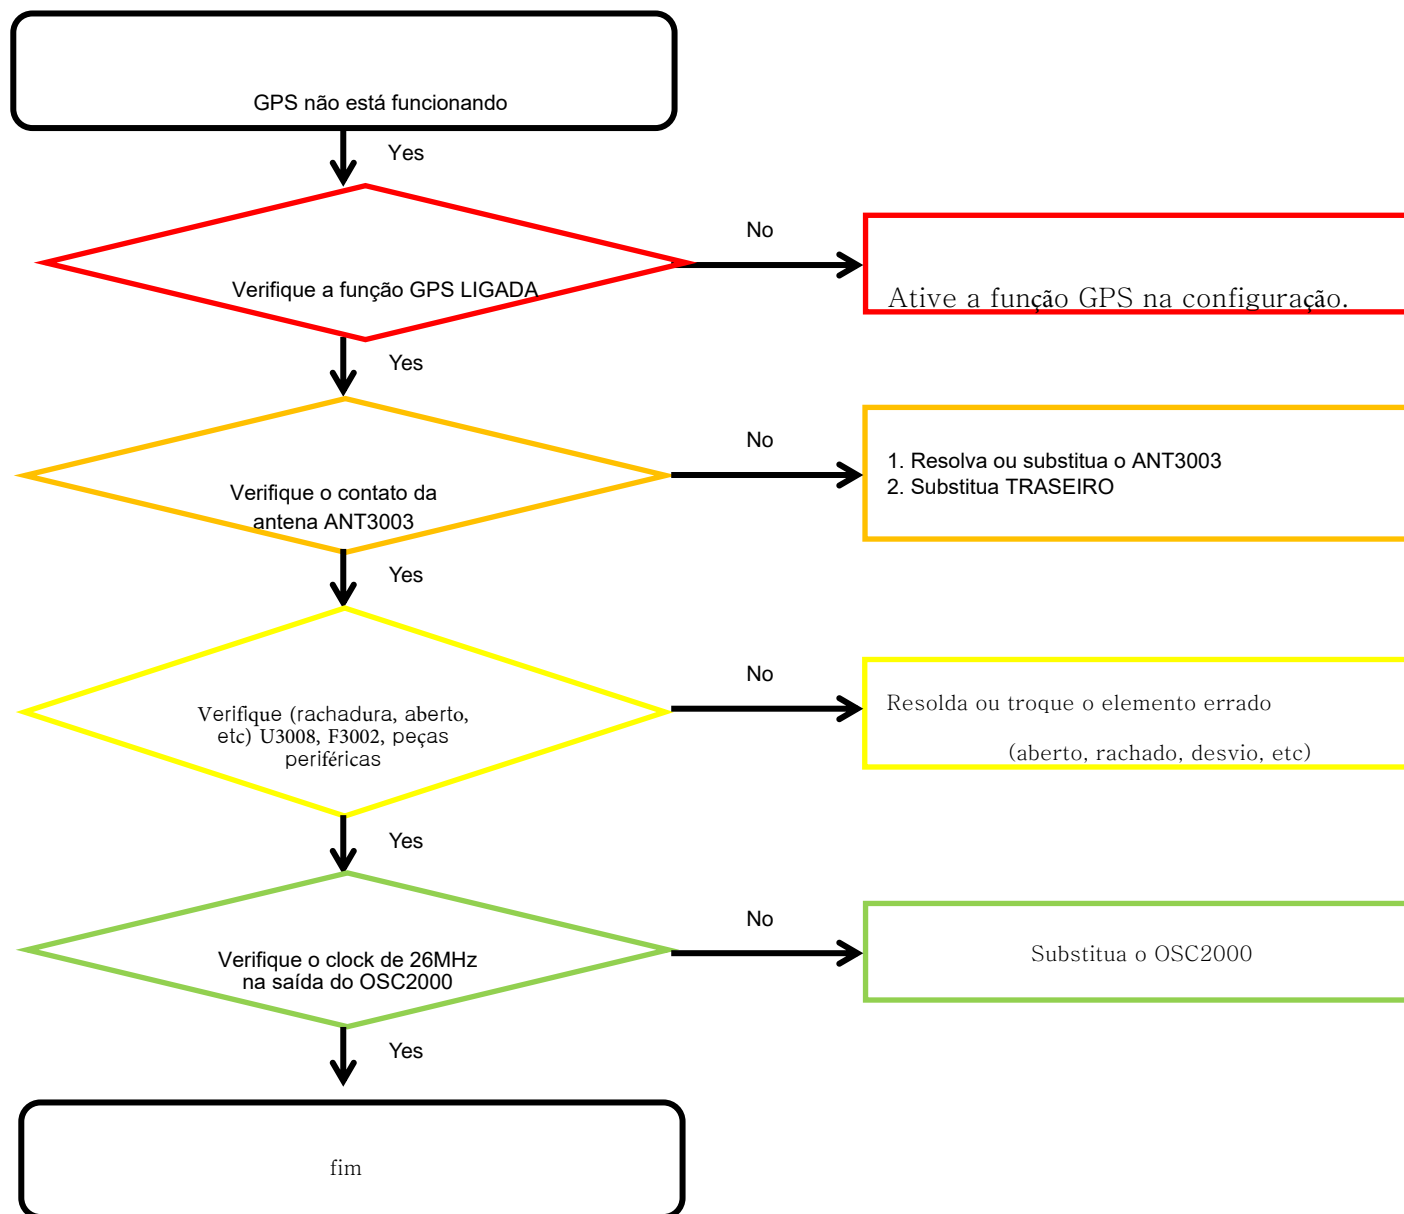 GPS não está funcionando
Yes
Verifique a função GPS LIGADA
No
Ative a função GPS na configuração.
Yes
Verifique o contato da
antena ANT3003
No
1. Resolva ou substitua o ANT3003
2. Substitua TRASEIRO
Yes
Verifique (rachadura, aberto,
etc) U3008, F3002, peças
periféricas
No
Resolda ou troque o elemento errado
(aberto, rachado, desvio, etc)
Yes
Verifique o clock de 26MHz
na saída do OSC2000
No
Substitua o OSC2000
Yes
fim